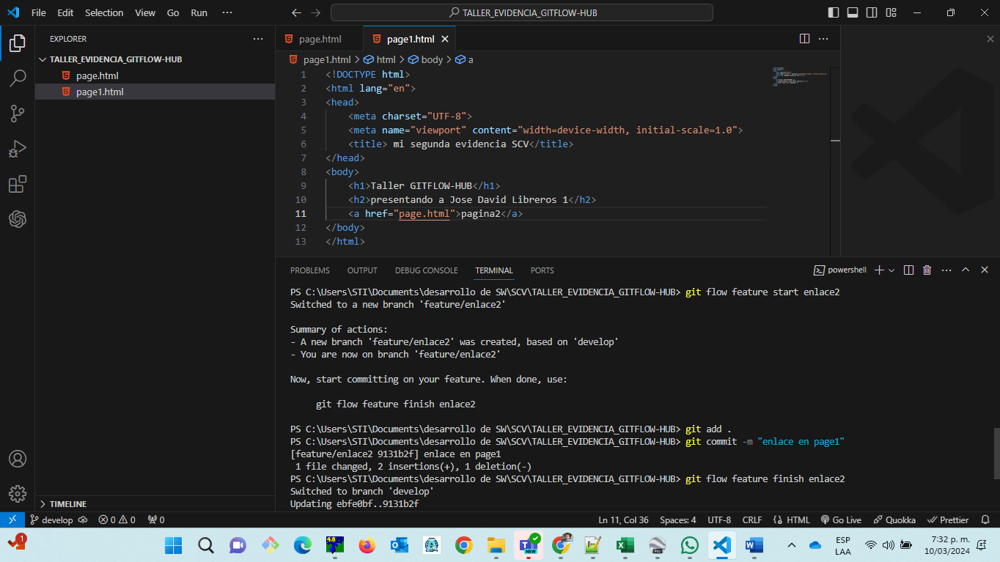 File Edit Selection View Go Run ···
TALLER_EVIDENCIA_GITFLOW-HUB
EXPLORER
TALLER_EVIDENCIA_GITFLOW-HUB
page.html
page1.html
TIMELINE
page.html page1.html
page1.html > html > body > a
1 <!DOCTYPE html>
2 <html lang="en">
3 <head>
4 <meta charset="UTF-8">
5 <meta name="viewport" content="width=device-width, initial-scale=1.0">
6 <title> mi segunda evidencia SCV</title>
7 </head>
8 <body>
9 <h1>Taller GITFLOW-HUB</h1>
10 <h2>presentando a Jose David Libreros 1</h2>
11 <a href="page.html">pagina2</a>
12 </body>
13 </html>
PROBLEMS OUTPUT DEBUG CONSOLE TERMINAL PORTS
powershell
PS C:\Users\STI\Documents\desarrollo de SW\SCV\TALLER_EVIDENCIA_GITFLOW-HUB> git flow feature start enlace2
Switched to a new branch 'feature/enlace2'
Summary of actions:
- A new branch 'feature/enlace2' was created, based on 'develop'
- You are now on branch 'feature/enlace2'
Now, start committing on your feature. When done, use:
git flow feature finish enlace2
PS C:\Users\STI\Documents\desarrollo de SW\SCV\TALLER_EVIDENCIA_GITFLOW-HUB> git add .
PS C:\Users\STI\Documents\desarrollo de SW\SCV\TALLER_EVIDENCIA_GITFLOW-HUB> git commit -m "enlace en page1"
[feature/enlace2 9131b2f] enlace en page1
1 file changed, 2 insertions(+), 1 deletion(-)
PS C:\Users\STI\Documents\desarrollo de SW\SCV\TALLER_EVIDENCIA_GITFLOW-HUB> git flow feature finish enlace2
Switched to branch 'develop'
Updating ebfe0bf..9131b2f
develop 0 0 0 Ln 11, Col 36 Spaces: 4 UTF-8 CRLF HTML Go Live Quokka Prettier
1
4.0
NEW
Pro
ESP
LAA
7:32 p. m.
10/03/2024